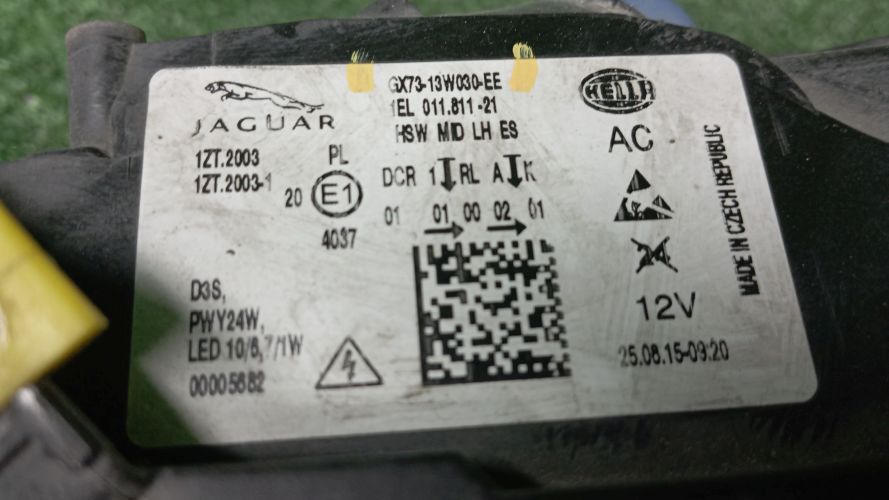 JAGUAR
GX73-13W030-EE
1EL 011.811-21
HSW MID LH ES
HELLA
AC
1ZT.2003
1ZT.2003-1
PL
20 E1
4037
DCR 1 RL A K
01 01 00 02 01
MADE IN CZECH REPUBLIC
12V
D3S,
PWY24W,
LED 10/6,7/1W
00005682
25.08.15-09:20